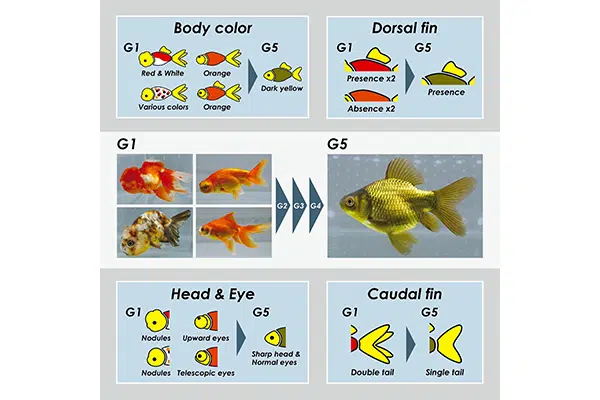 Body color
G1
G5
Red & White
Orange
Various colors
Orange
Dark yellow
Dorsal fin
G1
G5
Presence x2
Absence x2
Presence
G1
G5
G2
G3
G4
Head & Eye
G1
G5
Nodules
Upward eyes
Nodules
Telescopic eyes
Sharp head &
Normal eyes
Caudal fin
G1
G5
Double tail
Single tail